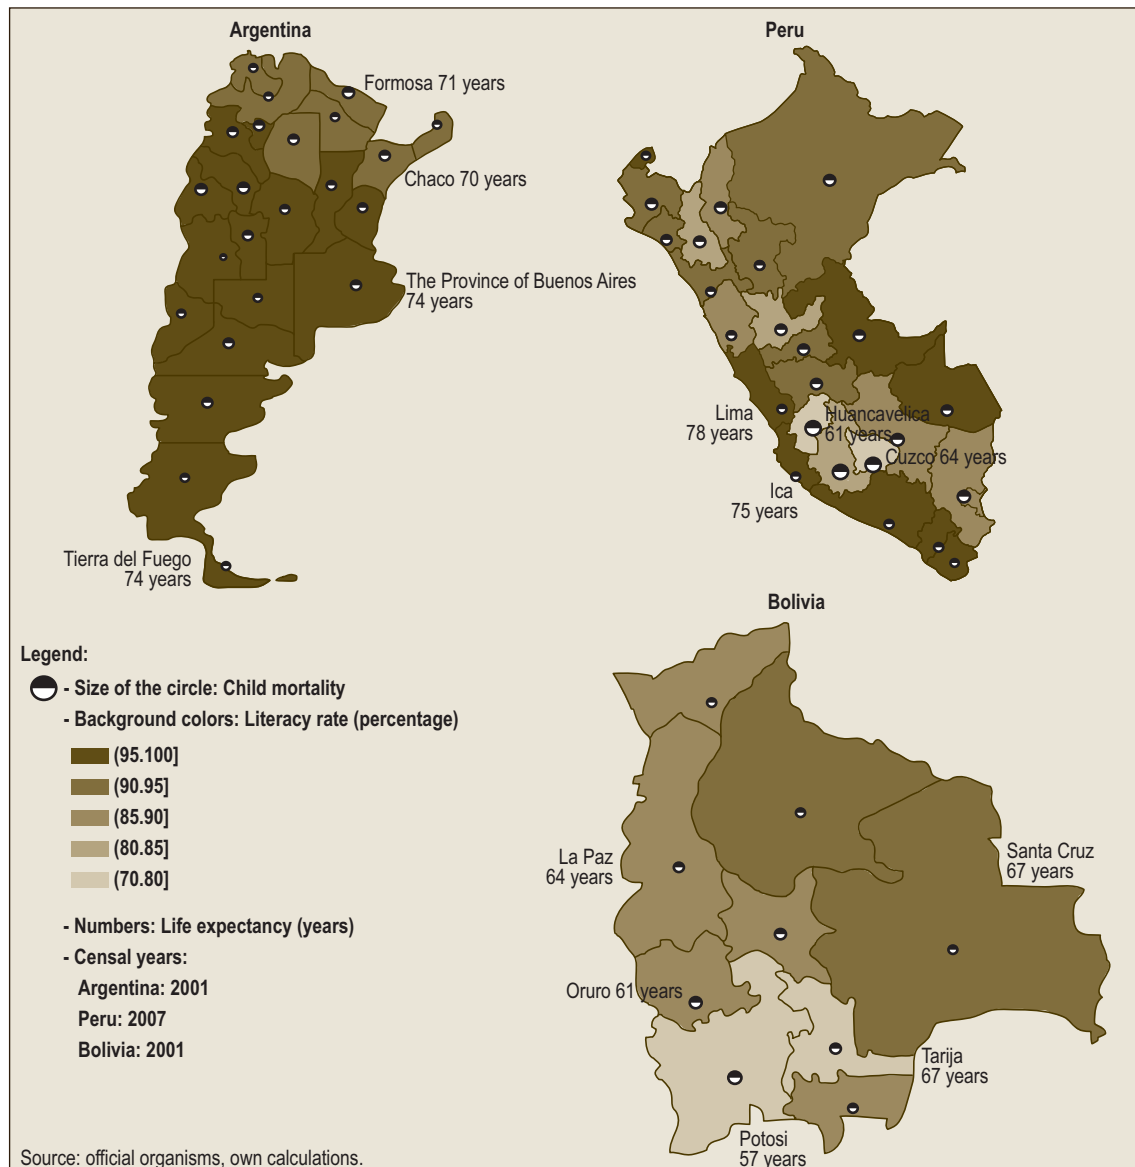 Argentina
Formosa 71 years
Chaco 70 years
The Province of Buenos Aires
74 years
Tierra del Fuego
74 years
Peru
Lima
78 years
Huancavelica
61 years
Cuzco 64 years
Ica
75 years
Bolivia
La Paz
64 years
Santa Cruz
67 years
Oruro 61 years
Tarija
67 years
Potosi
57 years
Legend:
- Size of the circle: Child mortality
- Background colors: Literacy rate (percentage)
(95.100]
(90.95]
(85.90]
(80.85]
(70.80]
- Numbers: Life expectancy (years)
- Censal years:
Argentina: 2001
Peru: 2007
Bolivia: 2001
Source: official organisms, own calculations.